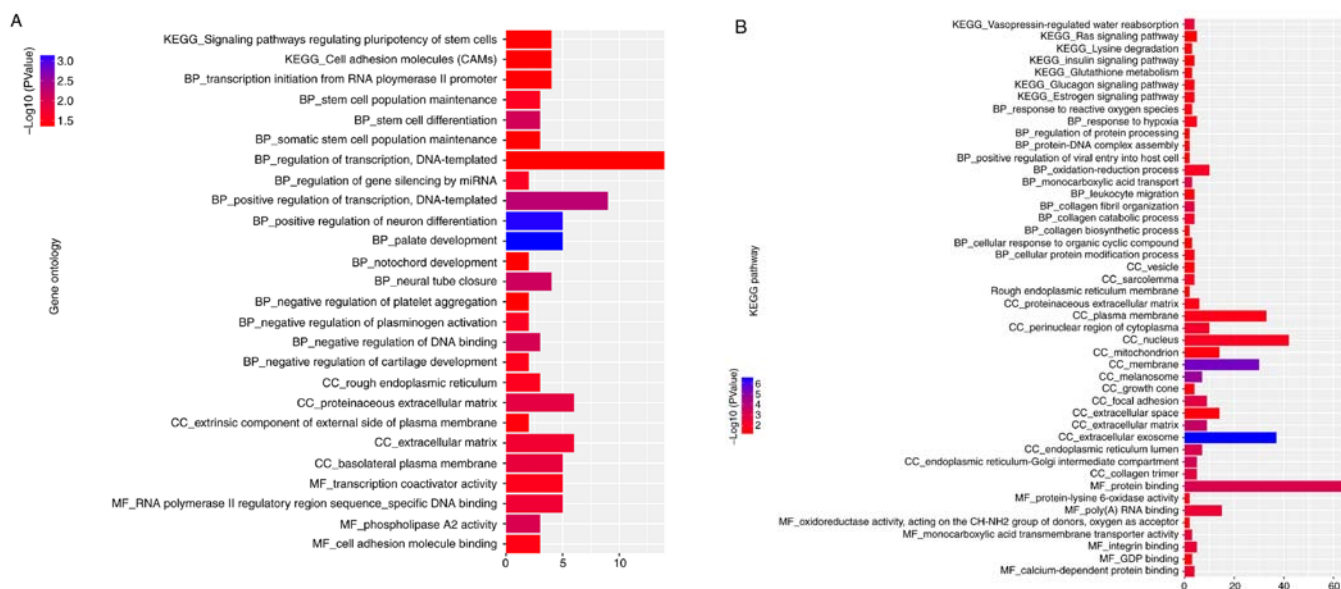 A
KEGG_Signaling pathways regulating pluripotency of stem cells
KEGG_Cell adhesion molecules (CAMs)
BP_transcription initiation from RNA ploymerase II promoter
BP_stem cell population maintenance
BP_stem cell differentiation
BP_somatic stem cell population maintenance
BP_regulation of transcription, DNA-templated
BP_regulation of gene silencing by miRNA
BP_positive regulation of transcription, DNA-templated
BP_positive regulation of neuron differentiation
BP_palate development
BP_notochord development
BP_neural tube closure
BP_negative regulation of platelet aggregation
BP_negative regulation of plasminogen activation
BP_negative regulation of DNA binding
BP_negative regulation of cartilage development
CC_rough endoplasmic reticulum
CC_proteinaceous extracellular matrix
CC_extrinsic component of external side of plasma membrane
CC_extracellular matrix
CC_basolateral plasma membrane
MF_transcription coactivator activity
MF_RNA polymerase II regulatory region sequence_specific DNA binding
MF_phospholipase A2 activity
MF_cell adhesion molecule binding
0 5 10
Gene ontology
−Log10 (PValue)
3.0
2.5
2.0
1.5
B
KEGG_Vasopressin-regulated water reabsorption
KEGG_Ras signaling pathway
KEGG_Lysine degradation
KEGG_insulin signaling pathway
KEGG_Glutathione metabolism
KEGG_Glucagon signaling pathway
KEGG_Estrogen signaling pathway
BP_response to reactive oxygen species
BP_response to hypoxia
BP_regulation of protein processing
BP_protein-DNA complex assembly
BP_positive regulation of viral entry into host cell
BP_oxidation-reduction process
BP_monocarboxylic acid transport
BP_leukocyte migration
BP_collagen fibril organization
BP_collagen catabolic process
BP_collagen biosynthetic process
BP_cellular response to organic cyclic compound
BP_cellular protein modification process
CC_vesicle
CC_sarcolemma
Rough endoplasmic reticulum membrane
CC_proteinaceous extracellular matrix
CC_plasma membrane
CC_perinuclear region of cytoplasma
CC_nucleus
CC_mitochondrion
CC_membrane
CC_melanosome
CC_growth cone
CC_focal adhesion
CC_extracellular space
CC_extracellular matrix
CC_extracellular exosome
CC_endoplasmic reticulum lumen
CC_endoplasmic reticulum-Golgi intermediate compartment
CC_collagen trimer
MF_protein binding
MF_protein-lysine 6-oxidase activity
MF_poly(A) RNA binding
MF_oxidoreductase activity, acting on the CH-NH2 group of donors, oxygen as acceptor
MF_monocarboxylic acid transmembrane transporter activity
MF_integrin binding
MF_GDP binding
MF_calcium-dependent protein binding
0 20 40 60
KEGG pathway
−Log10 (PValue)
6
5
4
3
2